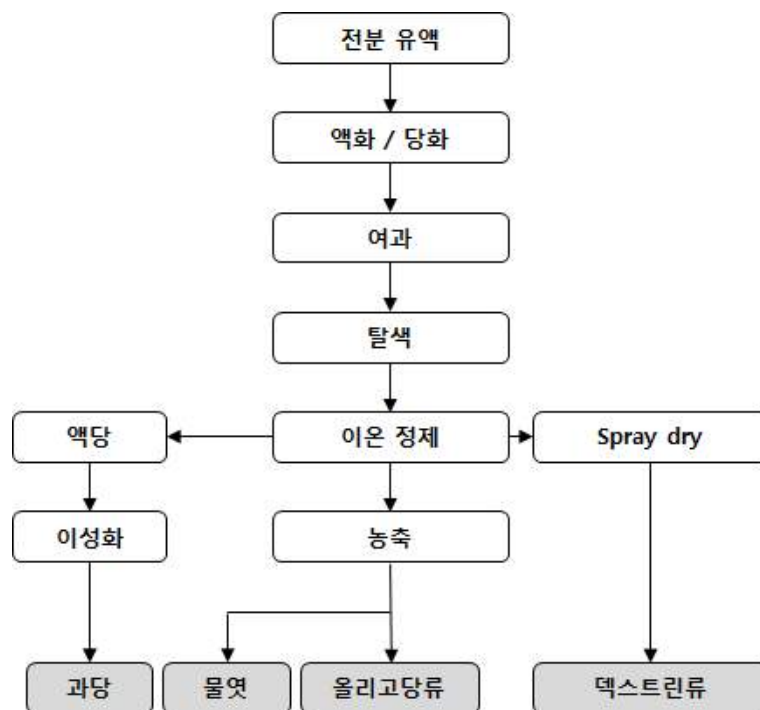 전분 유액
액화 / 당화
여과
탈색
액당
이온 정제
Spray dry
이성화
농축
과당
물엿
올리고당류
덱스트린류